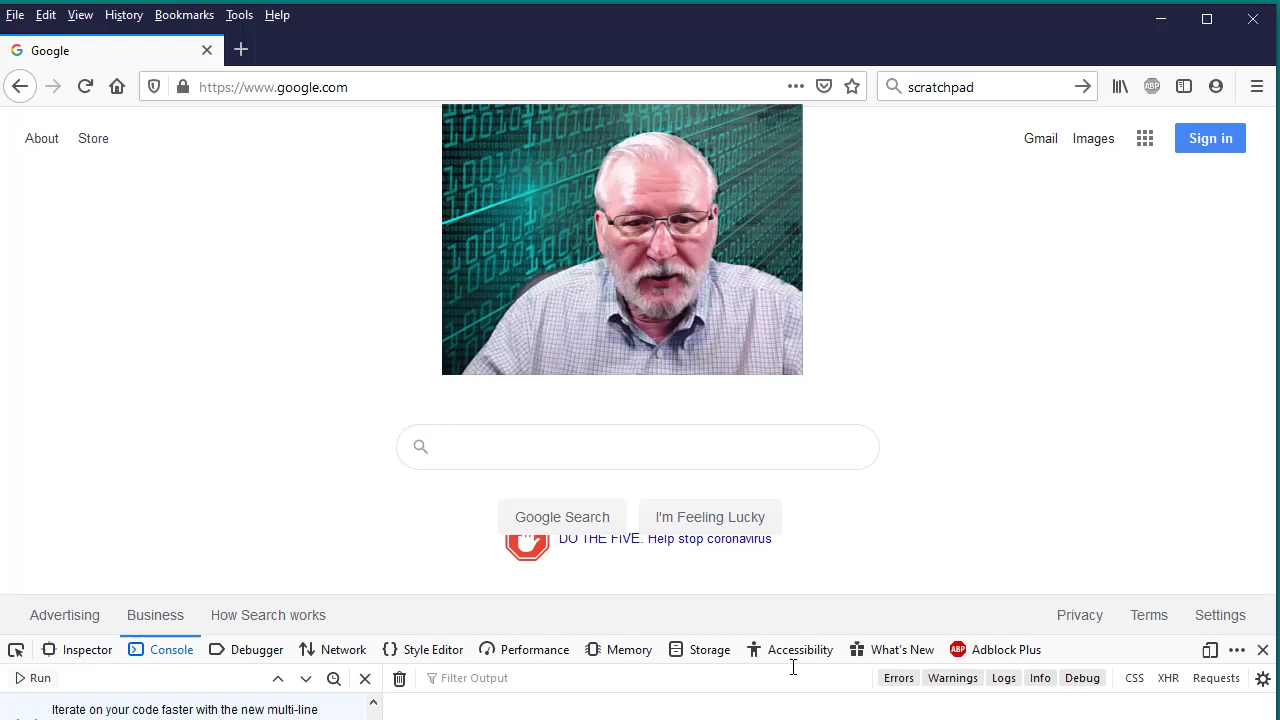 File Edit View History Bookmarks Tools Help
Google
https://www.google.com
scratchpad
ABP
About Store
Gmail Images Sign in
Google Search I'm Feeling Lucky
DO THE FIVE. Help stop coronavirus
Advertising Business How Search works
Privacy Terms Settings
Inspector Console Debugger Network Style Editor Performance Memory Storage Accessibility What's New ABP Adblock Plus
Run Filter Output Errors Warnings Logs Info Debug CSS XHR Requests
Iterate on your code faster with the new multi-line